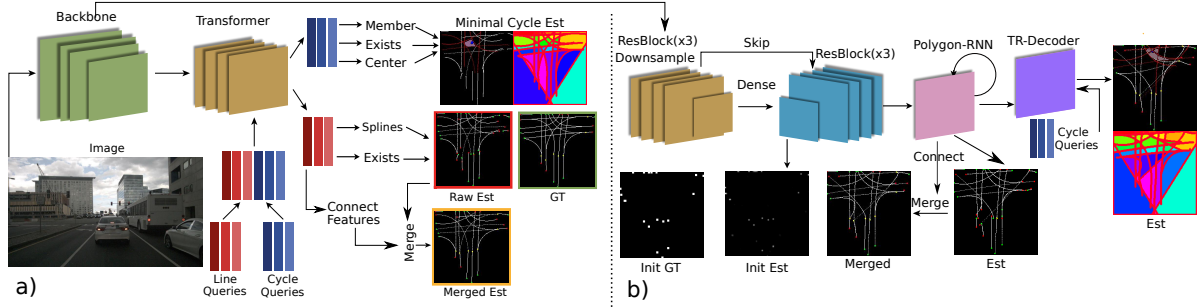 Backbone
Transformer
Member
Exists
Center
Minimal Cycle Est
Image
Splines
Exists
Raw Est
GT
Connect
Features
Merge
Merged Est
Line
Queries
Cycle
Queries
a)
ResBlock(x3)
Downsample
Skip
Dense
ResBlock(x3)
Polygon-RNN
TR-Decoder
Cycle
Queries
Connect
Merge
Init GT
Init Est
Merged
Est
Est
b)